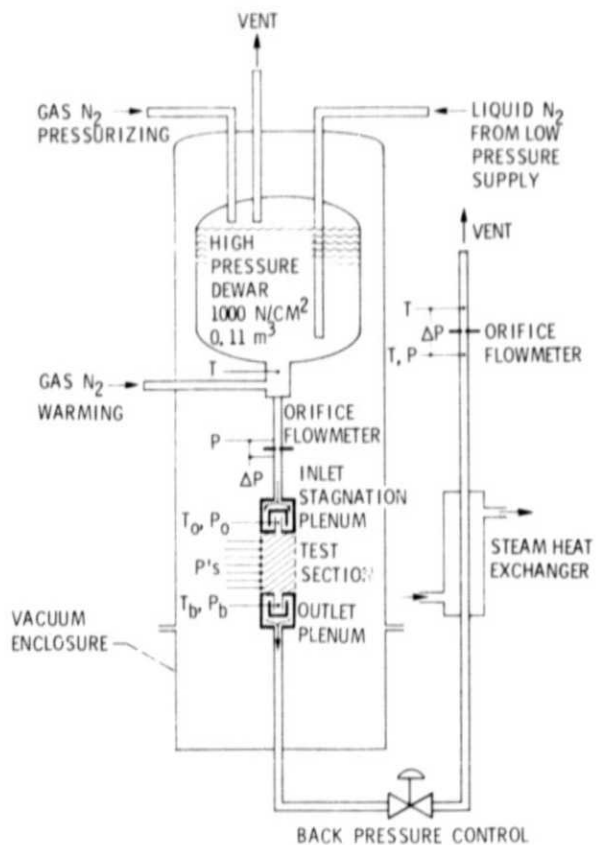 VENT
GAS N2
PRESSURIZING
LIQUID N2
FROM LOW
PRESSURE
SUPPLY
VENT
HIGH
PRESSURE
DEWAR
1000 N/CM2
0.11 m3
T
ΔP
T, P
ORIFICE
FLOWMETER
T
GAS N2
WARMING
ORIFICE
FLOWMETER
P
ΔP
INLET
STAGNATION
PLENUM
To, Po
TEST
SECTION
P's
STEAM HEAT
EXCHANGER
Tb, Pb
OUTLET
PLENUM
VACUUM
ENCLOSURE
BACK PRESSURE CONTROL